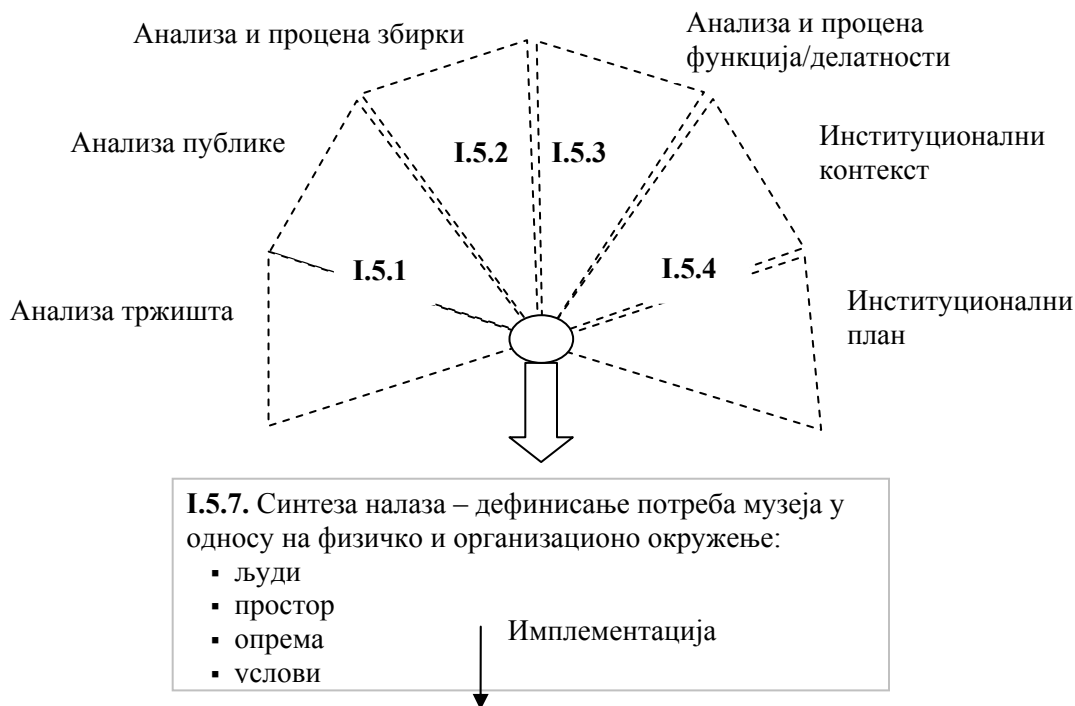 Анализа и процена збирки
Анализа и процена
функција/делатности
Анализа публике
I.5.2
I.5.3
Институционални
контекст
I.5.1
I.5.4
Анализа тржишта
Институционални
план
I.5.7. Синтеза налаза – дефинисање потреба музеја у
односу на физичко и организационо окружење:
▪ људи
▪ простор
▪ опрема
▪ услови
Имплементација